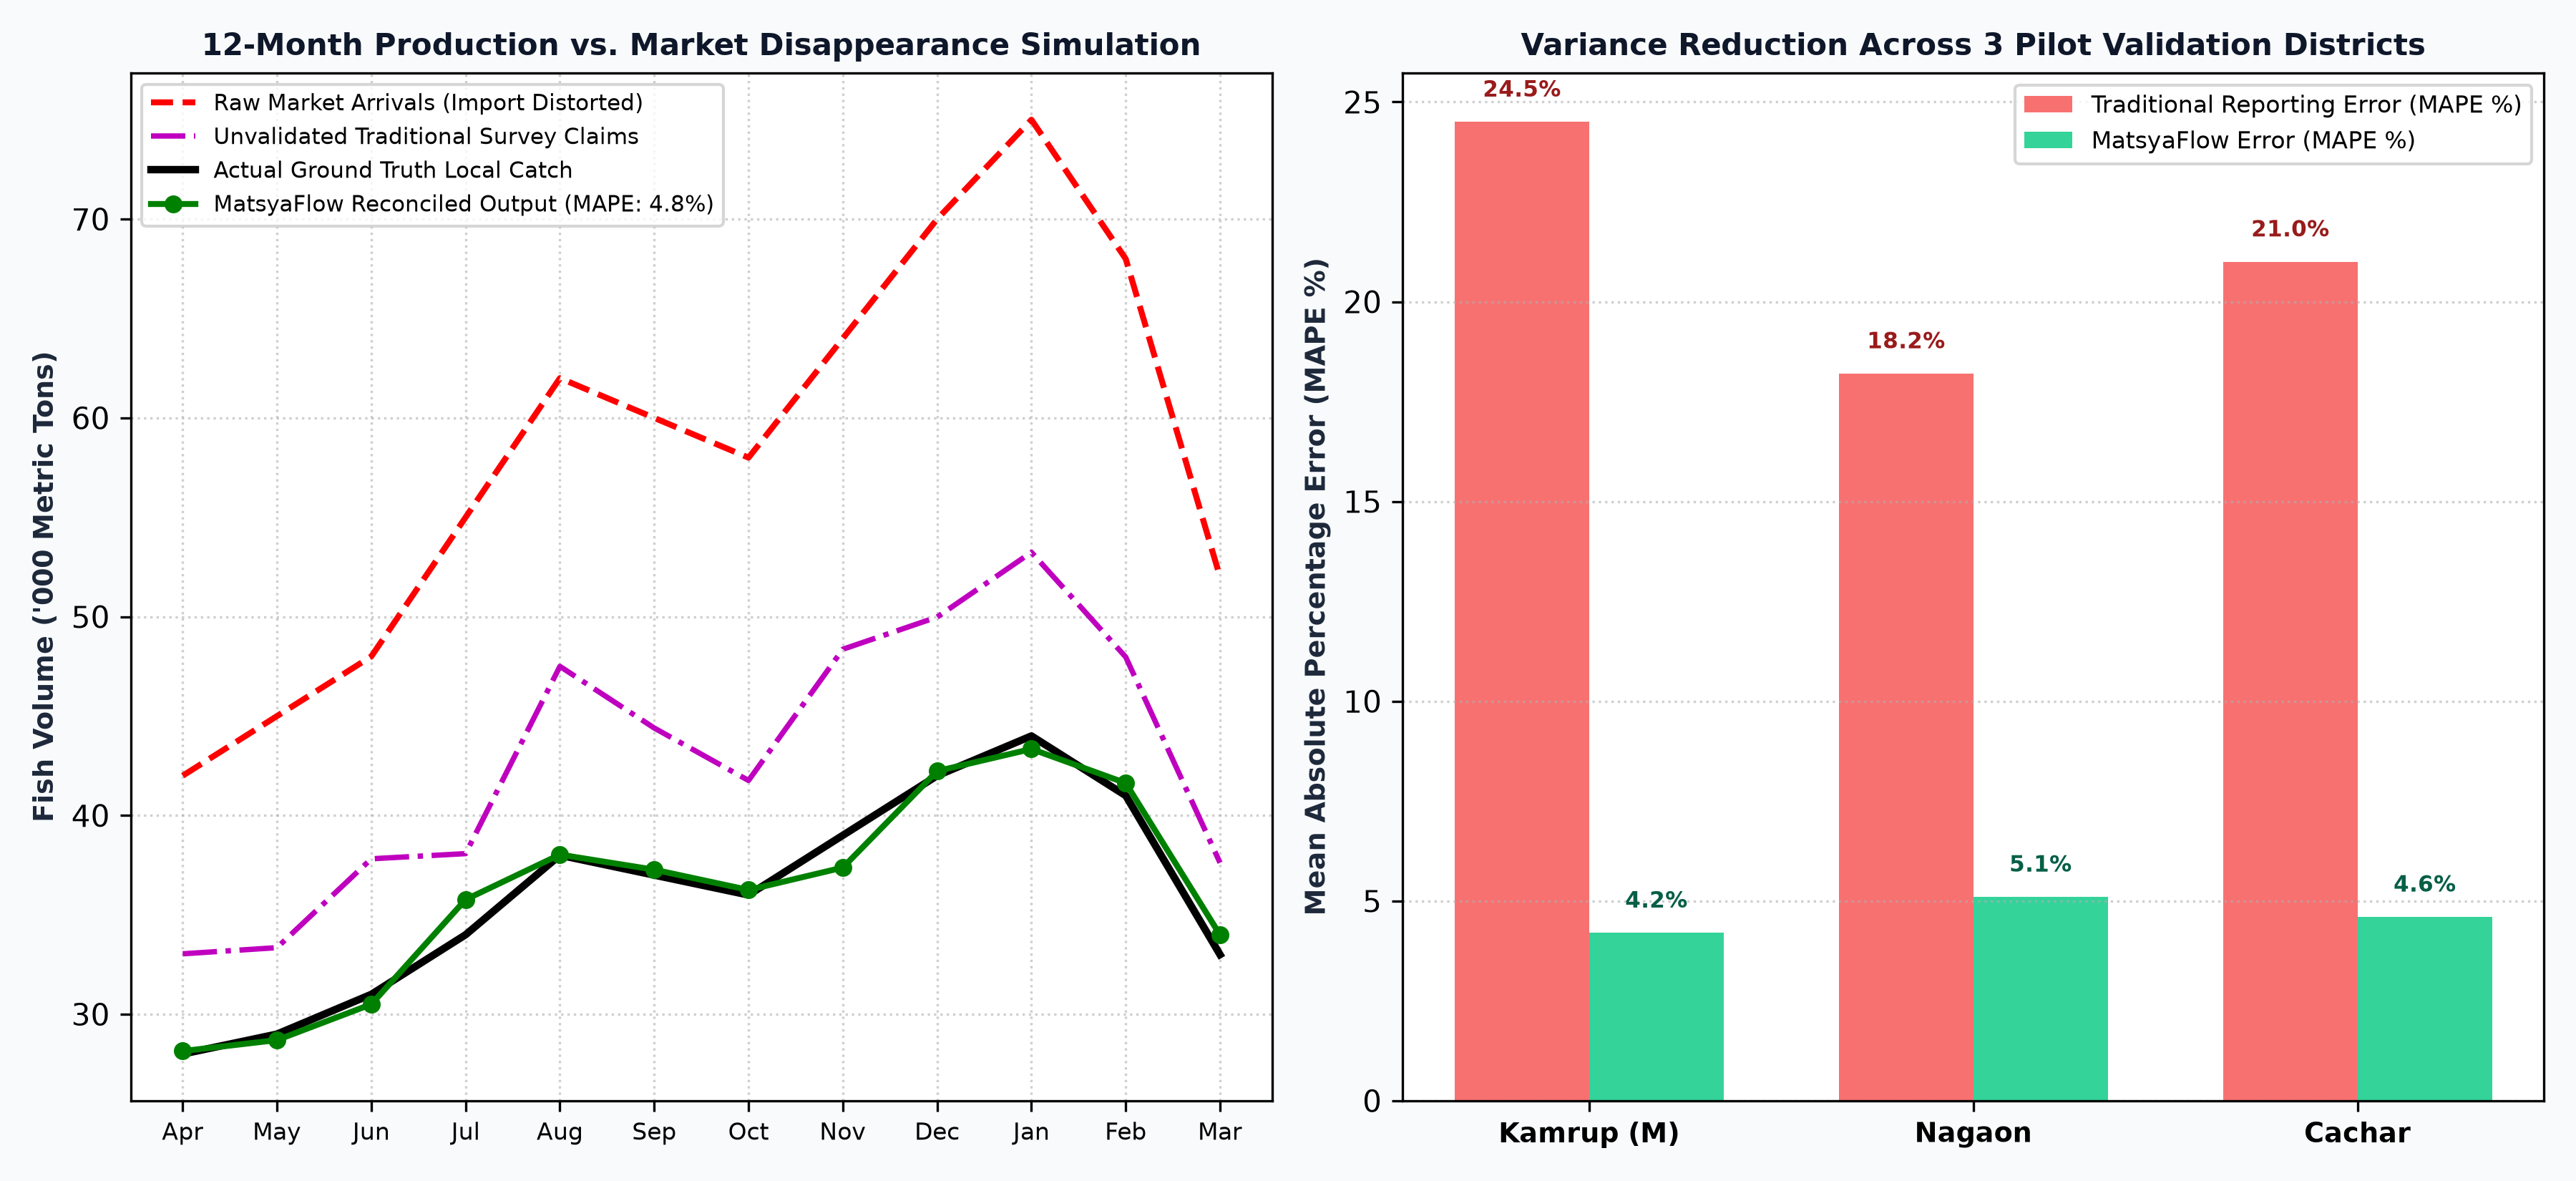 12-Month Production vs. Market Disappearance Simulation
Raw Market Arrivals (Import Distorted)
Unvalidated Traditional Survey Claims
Actual Ground Truth Local Catch
MatsyaFlow Reconciled Output (MAPE: 4.8%)
Fish Volume ('000 Metric Tons)
70
60
50
40
30
Apr May Jun Jul Aug Sep Oct Nov Dec Jan Feb Mar
Variance Reduction Across 3 Pilot Validation Districts
Traditional Reporting Error (MAPE %)
MatsyaFlow Error (MAPE %)
Mean Absolute Percentage Error (MAPE %)
25
20
15
10
5
0
24.5%
4.2%
18.2%
5.1%
21.0%
4.6%
Kamrup (M) Nagaon Cachar